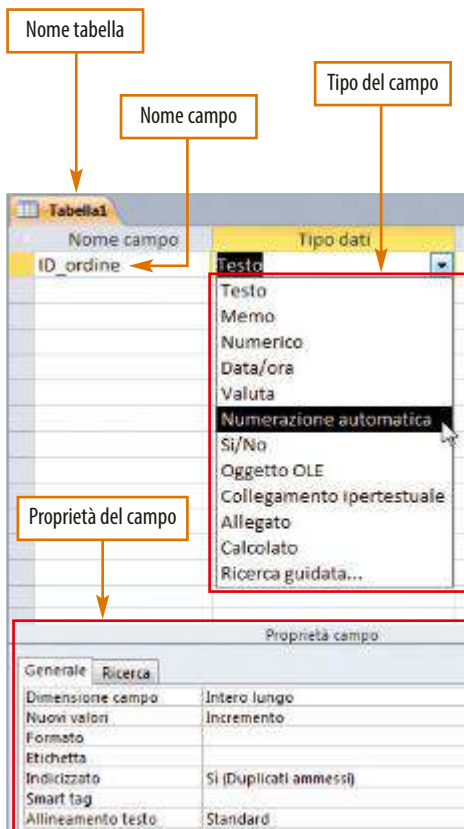 Nome tabella
Tipo del campo
Nome campo
Tabella1
Nome campo Tipo dati
ID_ordine Testo
Testo
Memo
Numerico
Data/ora
Valuta
Numerazione automatica
Sì/No
Oggetto OLE
Collegamento ipertestuale
Allegato
Calcolato
Ricerca guidata...
Proprietà del campo
Proprietà campo
Generale Ricerca
Dimensione campo Intero lungo
Nuovi valori Incremento
Formato
Etichetta
Indicizzato Sì (Duplicati ammessi)
Smart tag
Allineamento testo Standard